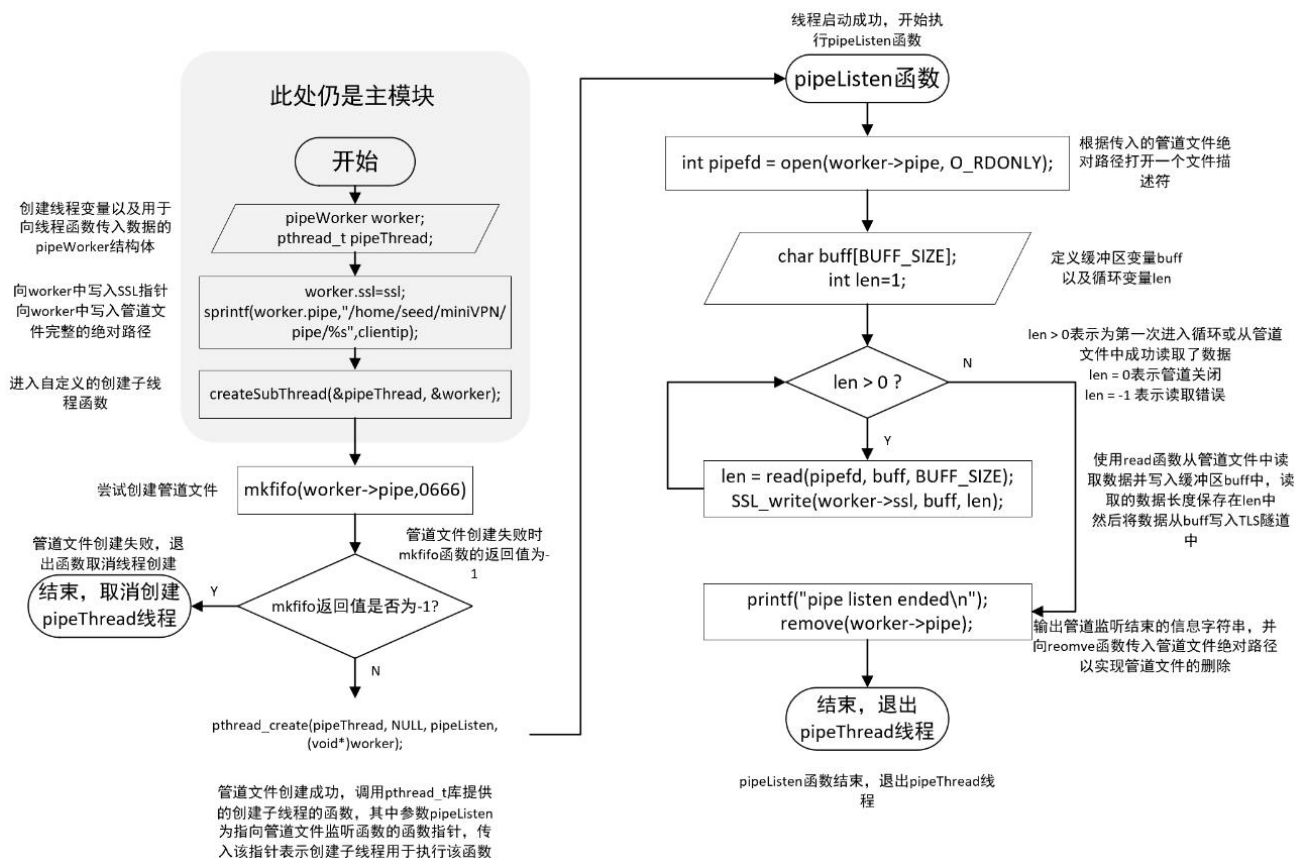 此处仍是主模块
开始
创建线程变量以及用于
向线程函数传入数据的
pipeWorker结构体
pipeWorker worker;
pthread_t pipeThread;
向worker中写入SSL指针
向worker中写入管道文
件完整的绝对路径
worker.ssl=ssl;
sprintf(worker.pipe,"/home/seed/miniVPN/
pipe/%s",clientip);
进入自定义的创建子线
程函数
createSubThread(&pipeThread, &worker);
尝试创建管道文件
mkfifo(worker->pipe,0666)
管道文件创建失败时
mkfifo函数的返回值为-
1
管道文件创建失败，退
出函数取消线程创建
结束，取消创建
pipeThread线程
Y
mkfifo返回值是否为-1?
N
pthread_create(pipeThread, NULL, pipeListen,
(void*)worker);
管道文件创建成功，调用pthread_t库提供
的创建子线程的函数，其中参数pipeListen
为指向管道文件监听函数的函数指针，传
入该指针表示创建子线程用于执行该函数
线程启动成功，开始执
行pipeListen函数
pipeListen函数
int pipefd = open(worker->pipe, O_RDONLY);
根据传入的管道文件绝
对路径打开一个文件描
述符
char buff[BUFF_SIZE];
int len=1;
定义缓冲区变量buff
以及循环变量len
len > 0 ?
N
len > 0表示为第一次进入循环或从管道
文件中成功读取了数据
len = 0表示管道关闭
len = -1 表示读取错误
Y
len = read(pipefd, buff, BUFF_SIZE);
SSL_write(worker->ssl, buff, len);
使用read函数从管道文件中读
取数据并写入缓冲区buff中，读
取的数据长度保存在len中
然后将数据从buff写入TLS隧道
中
printf("pipe listen ended\n");
remove(worker->pipe);
输出管道监听结束的信息字符串，并
向reomve函数传入管道文件绝对路径
以实现管道文件的删除
结束，退出
pipeThread线程
pipeListen函数结束，退出pipeThread线
程